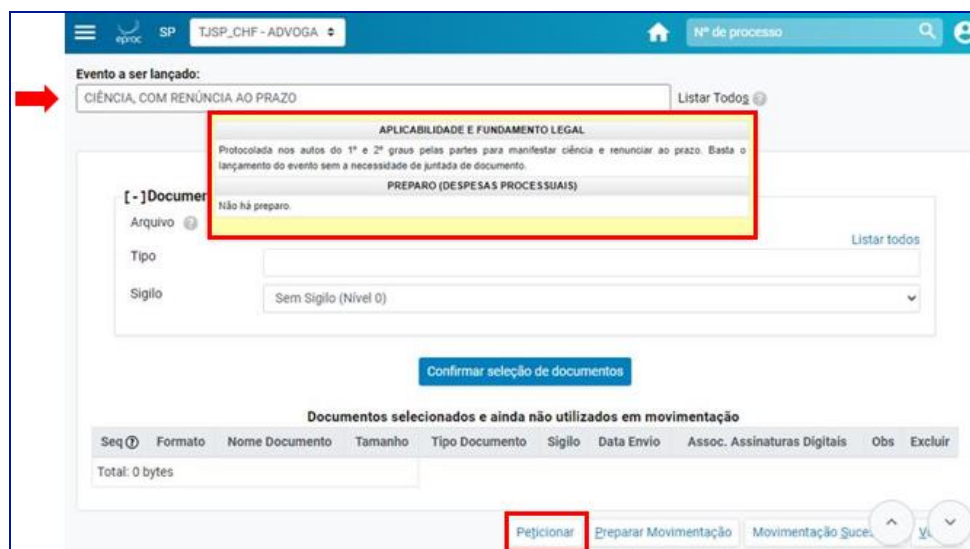 eproc SP TJSP_CHF - ADVOGA Nº de processo
Evento a ser lançado:
CIÊNCIA, COM RENÚNCIA AO PRAZO Listar Todos
APLICABILIDADE E FUNDAMENTO LEGAL
Protocolada nos autos do 1º e 2º graus pelas partes para manifestar ciência e renunciar ao prazo. Basta o
lançamento do evento sem a necessidade de juntada de documento.
PREPARO (DESPESAS PROCESSUAIS)
Não há preparo.
[-]Documen
Arquivo
Listar todos
Tipo
Sigilo Sem Sigilo (Nível 0)
Confirmar seleção de documentos
Documentos selecionados e ainda não utilizados em movimentação
Seq Formato Nome Documento Tamanho Tipo Documento Sigilo Data Envio Assoc. Assinaturas Digitais Obs Excluir
Total: 0 bytes
Peticionar Preparar Movimentação Movimentação Suce